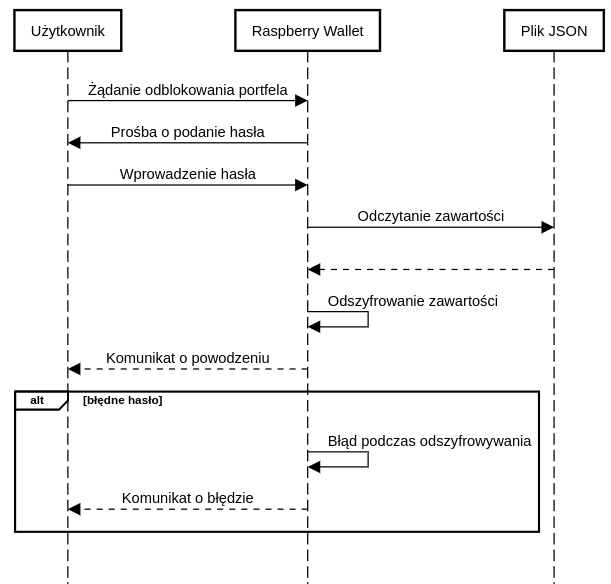 Użytkownik
Raspberry Wallet
Plik JSON
Żądanie odblokowania portfela
Prośba o podanie hasła
Wprowadzenie hasła
Odczytanie zawartości
Odszyfrowanie zawartości
Komunikat o powodzeniu
alt
[błędne hasło]
Błąd podczas odszyfrowywania
Komunikat o błędzie